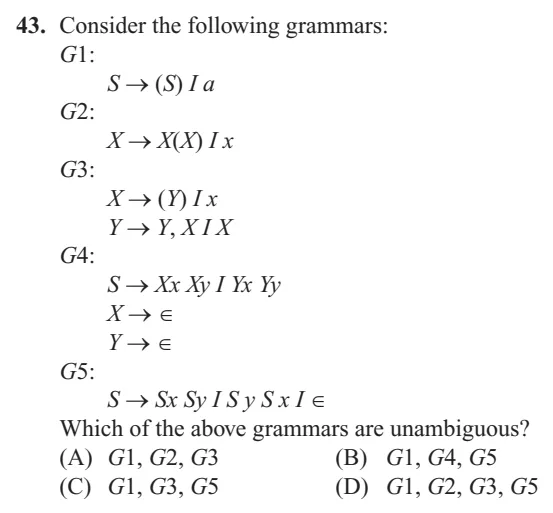 43. Consider the following grammars:
G1:
S → (S) I a
G2:
X → X(X) I x
G3:
X → (Y) I x
Y → Y, X I X
G4:
S → Xx Xy I Yx Yy
X → ∈
Y → ∈
G5:
S → Sx Sy I S y S x I ∈
Which of the above grammars are unambiguous?
(A) G1, G2, G3 (B) G1, G4, G5
(C) G1, G3, G5 (D) G1, G2, G3, G5